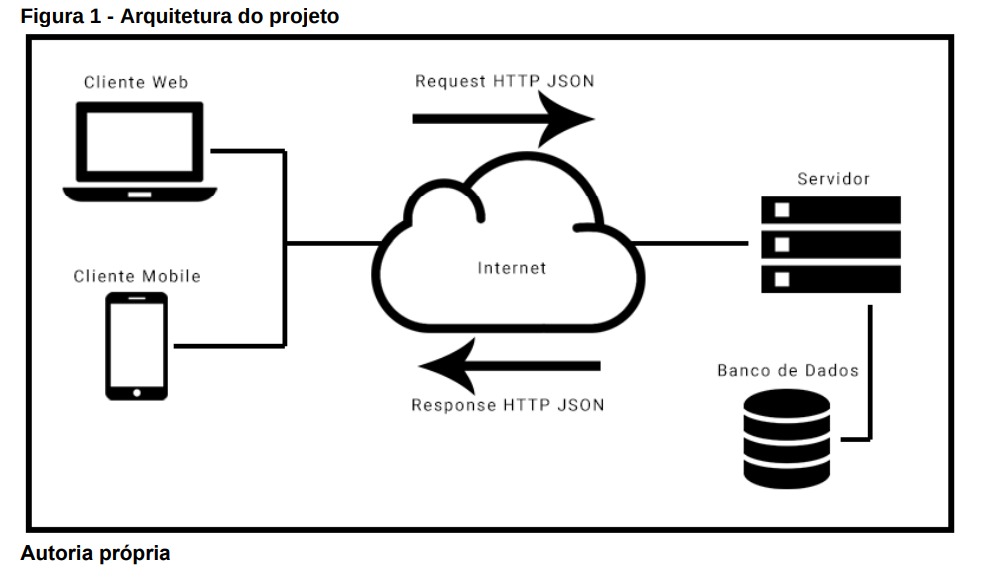 Figura 1 - Arquitetura do projeto
Cliente Web
Request HTTP JSON
Servidor
Internet
Cliente Mobile
Banco de Dados
Response HTTP JSON
Autoria própria